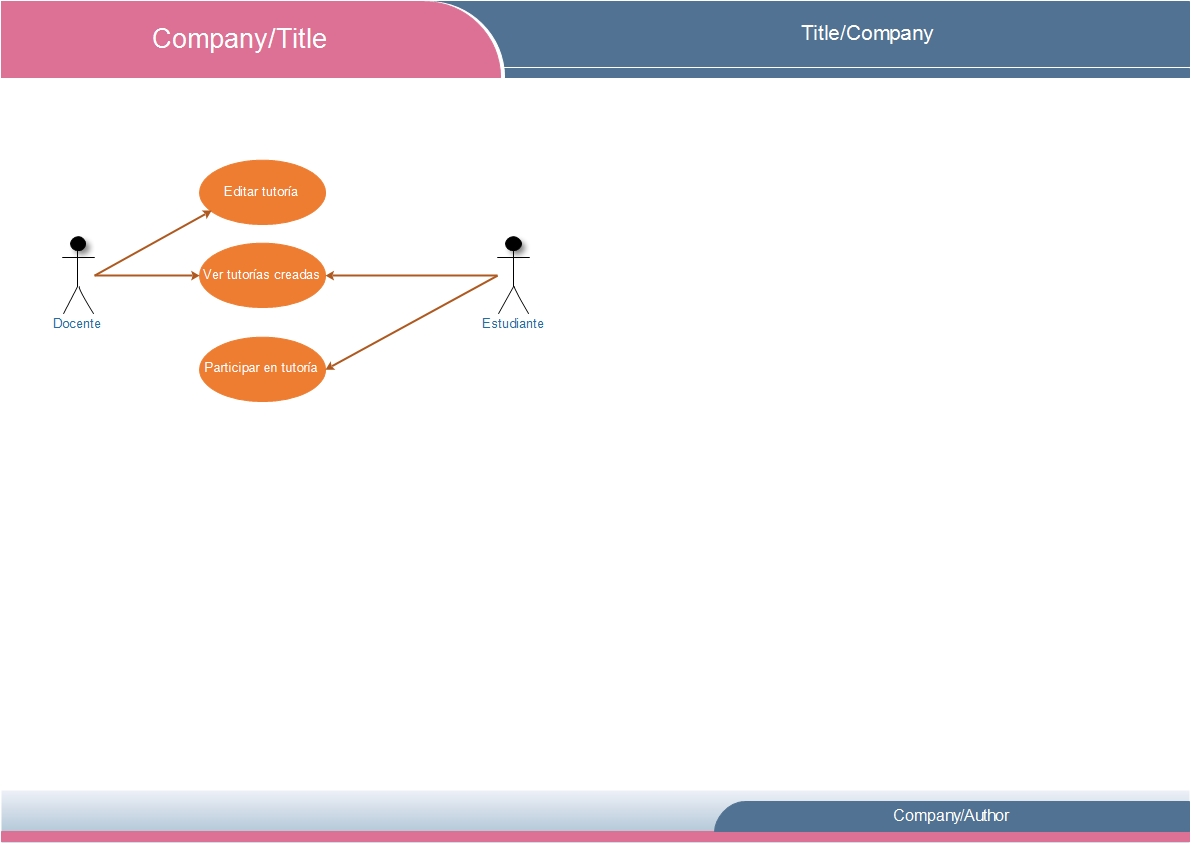 Company/Title
Title/Company
Editar tutoría
Ver tutorías creadas
Docente
Estudiante
Participar en tutoría
Company/Author